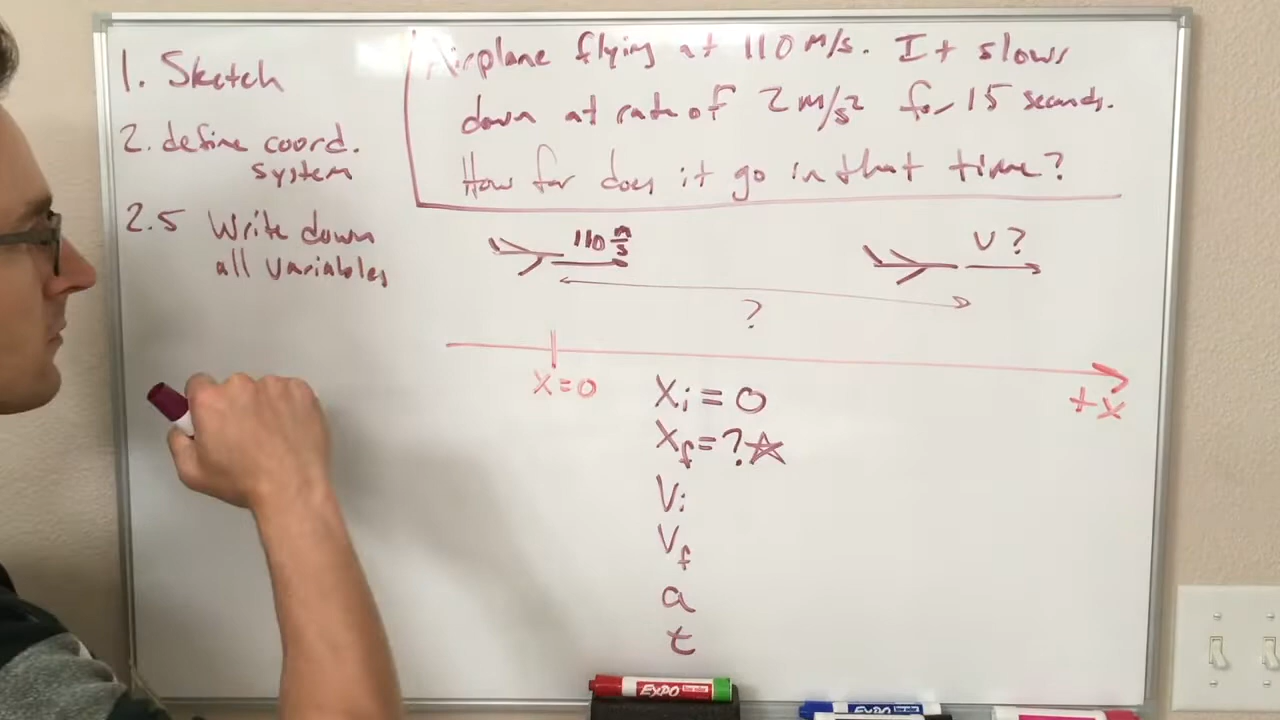 1. Sketch
2. define coord.
system
2.5 Write down
all variables
Airplane flying at 110 m/s. It slows
down at rate of 2 m/s² for 15 seconds.
How far does it go in that time?
110 m/s
V ?
?
X=0
+X
Xi = 0
Xf = ?☆
Vi
Vf
a
t
EXPO
EXPO